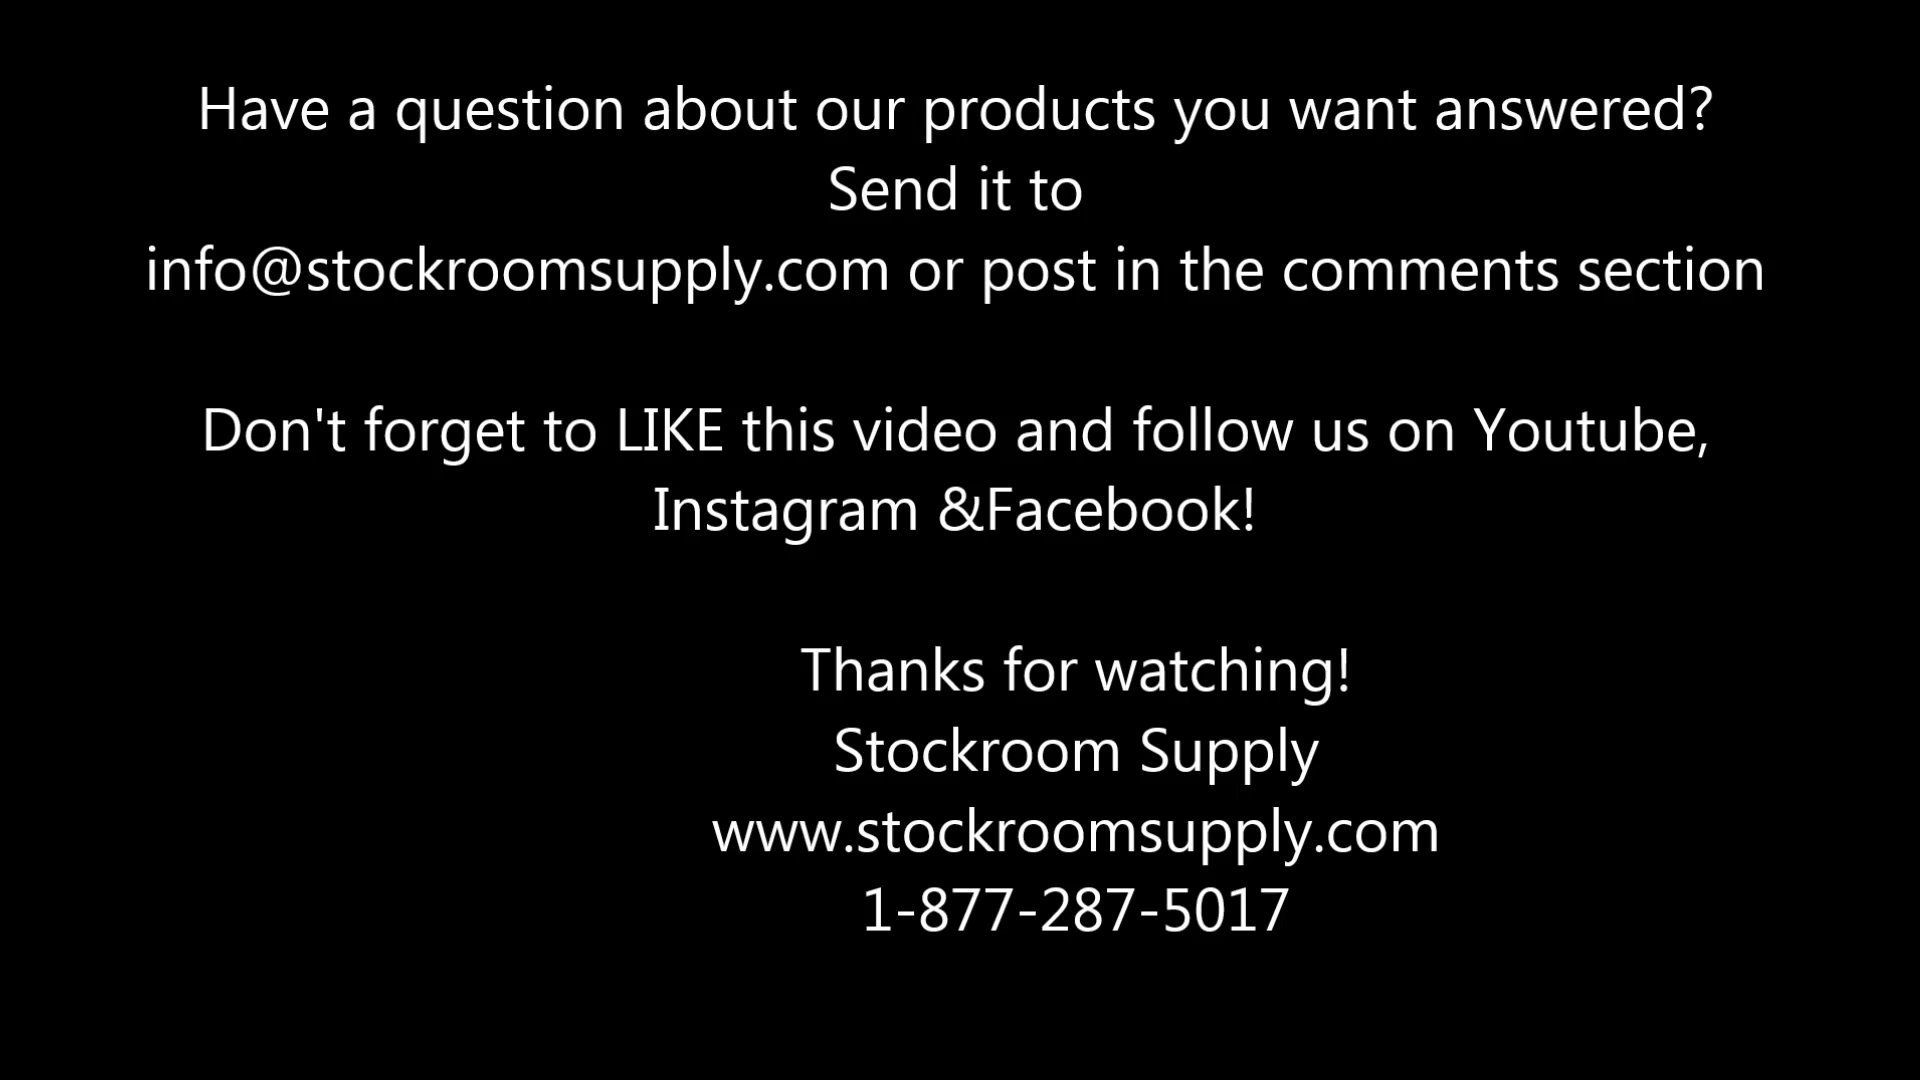 Have a question about our products you want answered?
Send it to
info@stockroomsupply.com or post in the comments section
Don't forget to LIKE this video and follow us on Youtube,
Instagram &Facebook!
Thanks for watching!
Stockroom Supply
www.stockroomsupply.com
1-877-287-5017